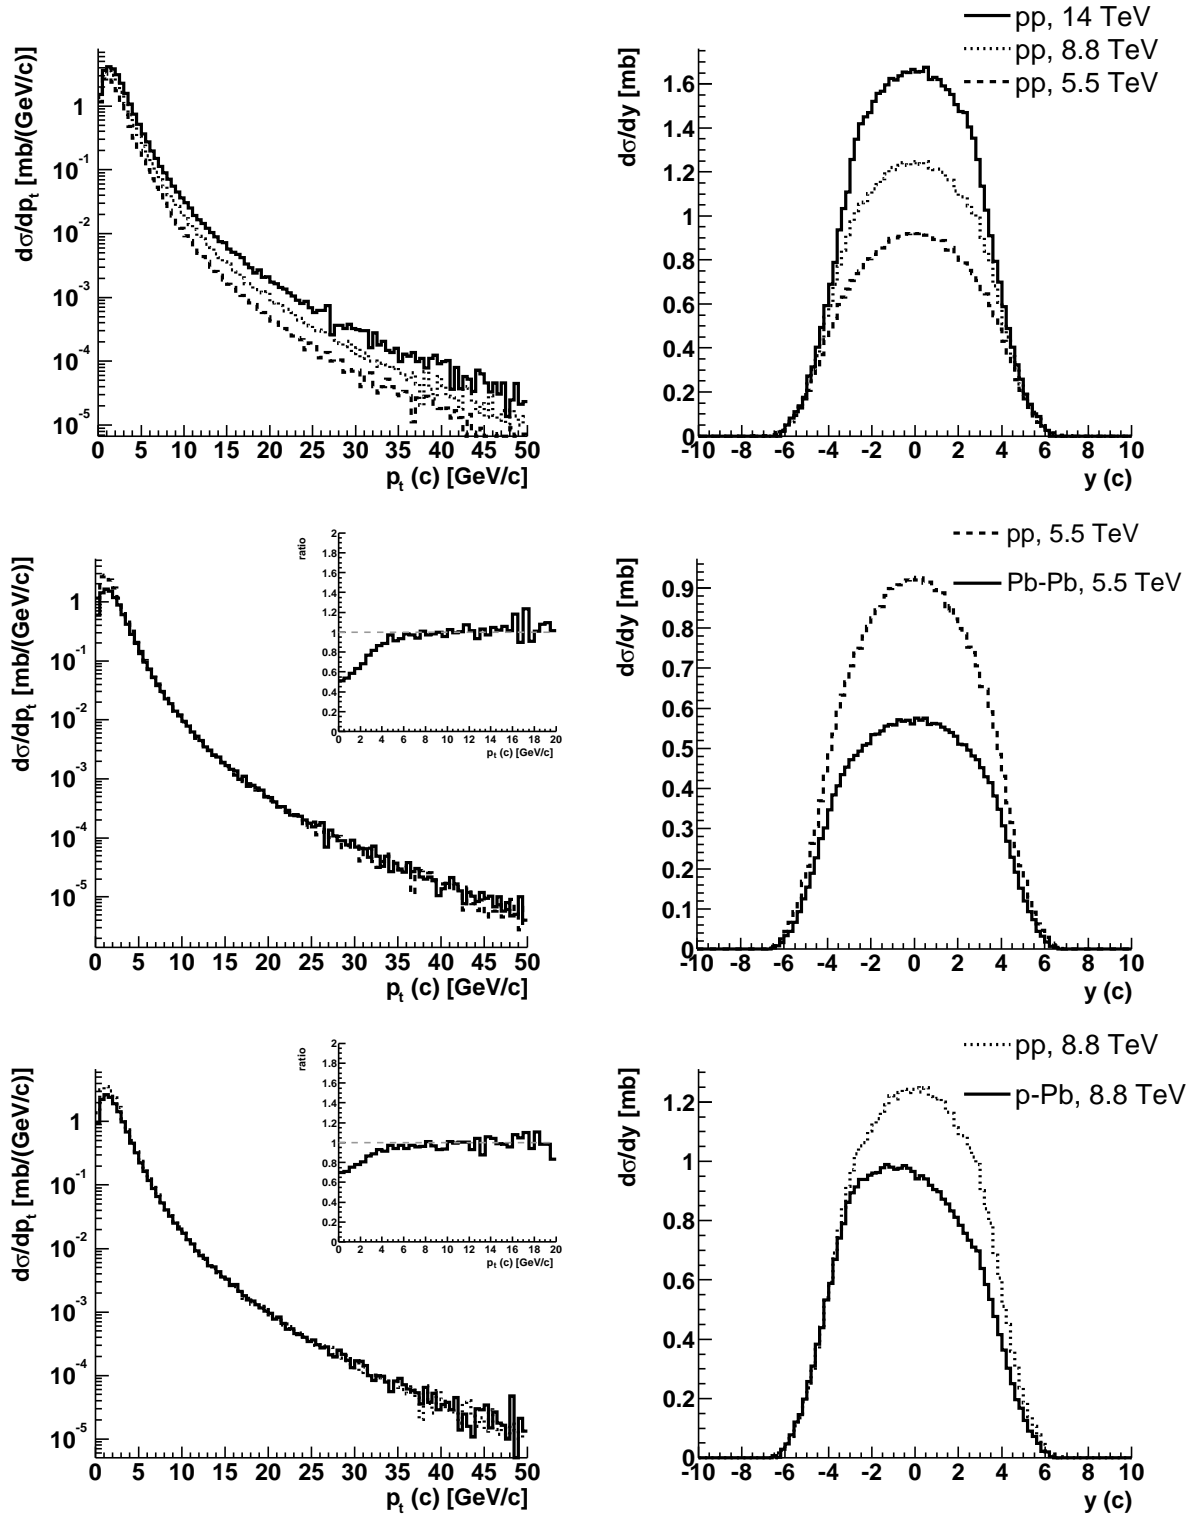 pp, 14 TeV
pp, 8.8 TeV
pp, 5.5 TeV
dσ/dp_t [mb/(GeV/c)]
1
10^-1
10^-2
10^-3
10^-4
10^-5
0 5 10 15 20 25 30 35 40 45 50
p_t (c) [GeV/c]
dσ/dy [mb]
1.6
1.4
1.2
1
0.8
0.6
0.4
0.2
0
-10 -8 -6 -4 -2 0 2 4 6 8 10
y (c)
dσ/dp_t [mb/(GeV/c)]
1
10^-1
10^-2
10^-3
10^-4
10^-5
0 5 10 15 20 25 30 35 40 45 50
p_t (c) [GeV/c]
ratio
2
1.8
1.6
1.4
1.2
1
0.8
0.6
0.4
0.2
0
0 2 4 6 8 10 12 14 16 18 20
p_t (c) [GeV/c]
pp, 5.5 TeV
Pb-Pb, 5.5 TeV
dσ/dy [mb]
0.9
0.8
0.7
0.6
0.5
0.4
0.3
0.2
0.1
0
-10 -8 -6 -4 -2 0 2 4 6 8 10
y (c)
dσ/dp_t [mb/(GeV/c)]
1
10^-1
10^-2
10^-3
10^-4
10^-5
0 5 10 15 20 25 30 35 40 45 50
p_t (c) [GeV/c]
ratio
2
1.8
1.6
1.4
1.2
1
0.8
0.6
0.4
0.2
0
0 2 4 6 8 10 12 14 16 18 20
p_t (c) [GeV/c]
pp, 8.8 TeV
p-Pb, 8.8 TeV
dσ/dy [mb]
1.2
1
0.8
0.6
0.4
0.2
0
-10 -8 -6 -4 -2 0 2 4 6 8 10
y (c)